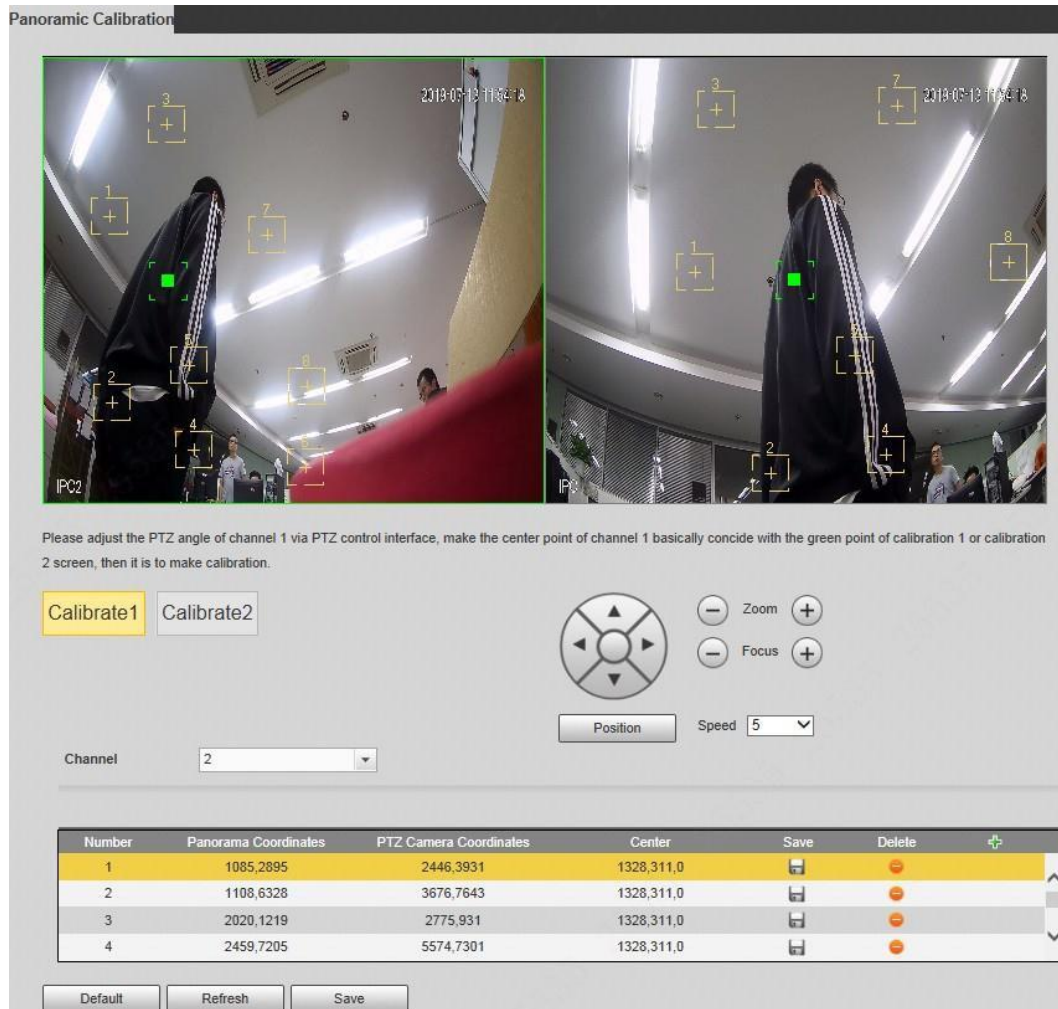 Panoramic Calibration
2019-07-13 11:54:18
2019-07-13 11:54:18
3
7
3
1
7
8
1
5
5
8
2
4
2
4
IPC2
IPC
Please adjust the PTZ angle of channel 1 via PTZ control interface, make the center point of channel 1 basically concide with the green point of calibration 1 or calibration
2 screen, then it is to make calibration.
Calibrate1 Calibrate2
Zoom
Focus
Position Speed 5
Channel 2
Number Panorama Coordinates PTZ Camera Coordinates Center Save Delete
1 1085,2895 2446,3931 1328,311,0
2 1108,6328 3676,7643 1328,311,0
3 2020,1219 2775,931 1328,311,0
4 2459,7205 5574,7301 1328,311,0
Default Refresh Save